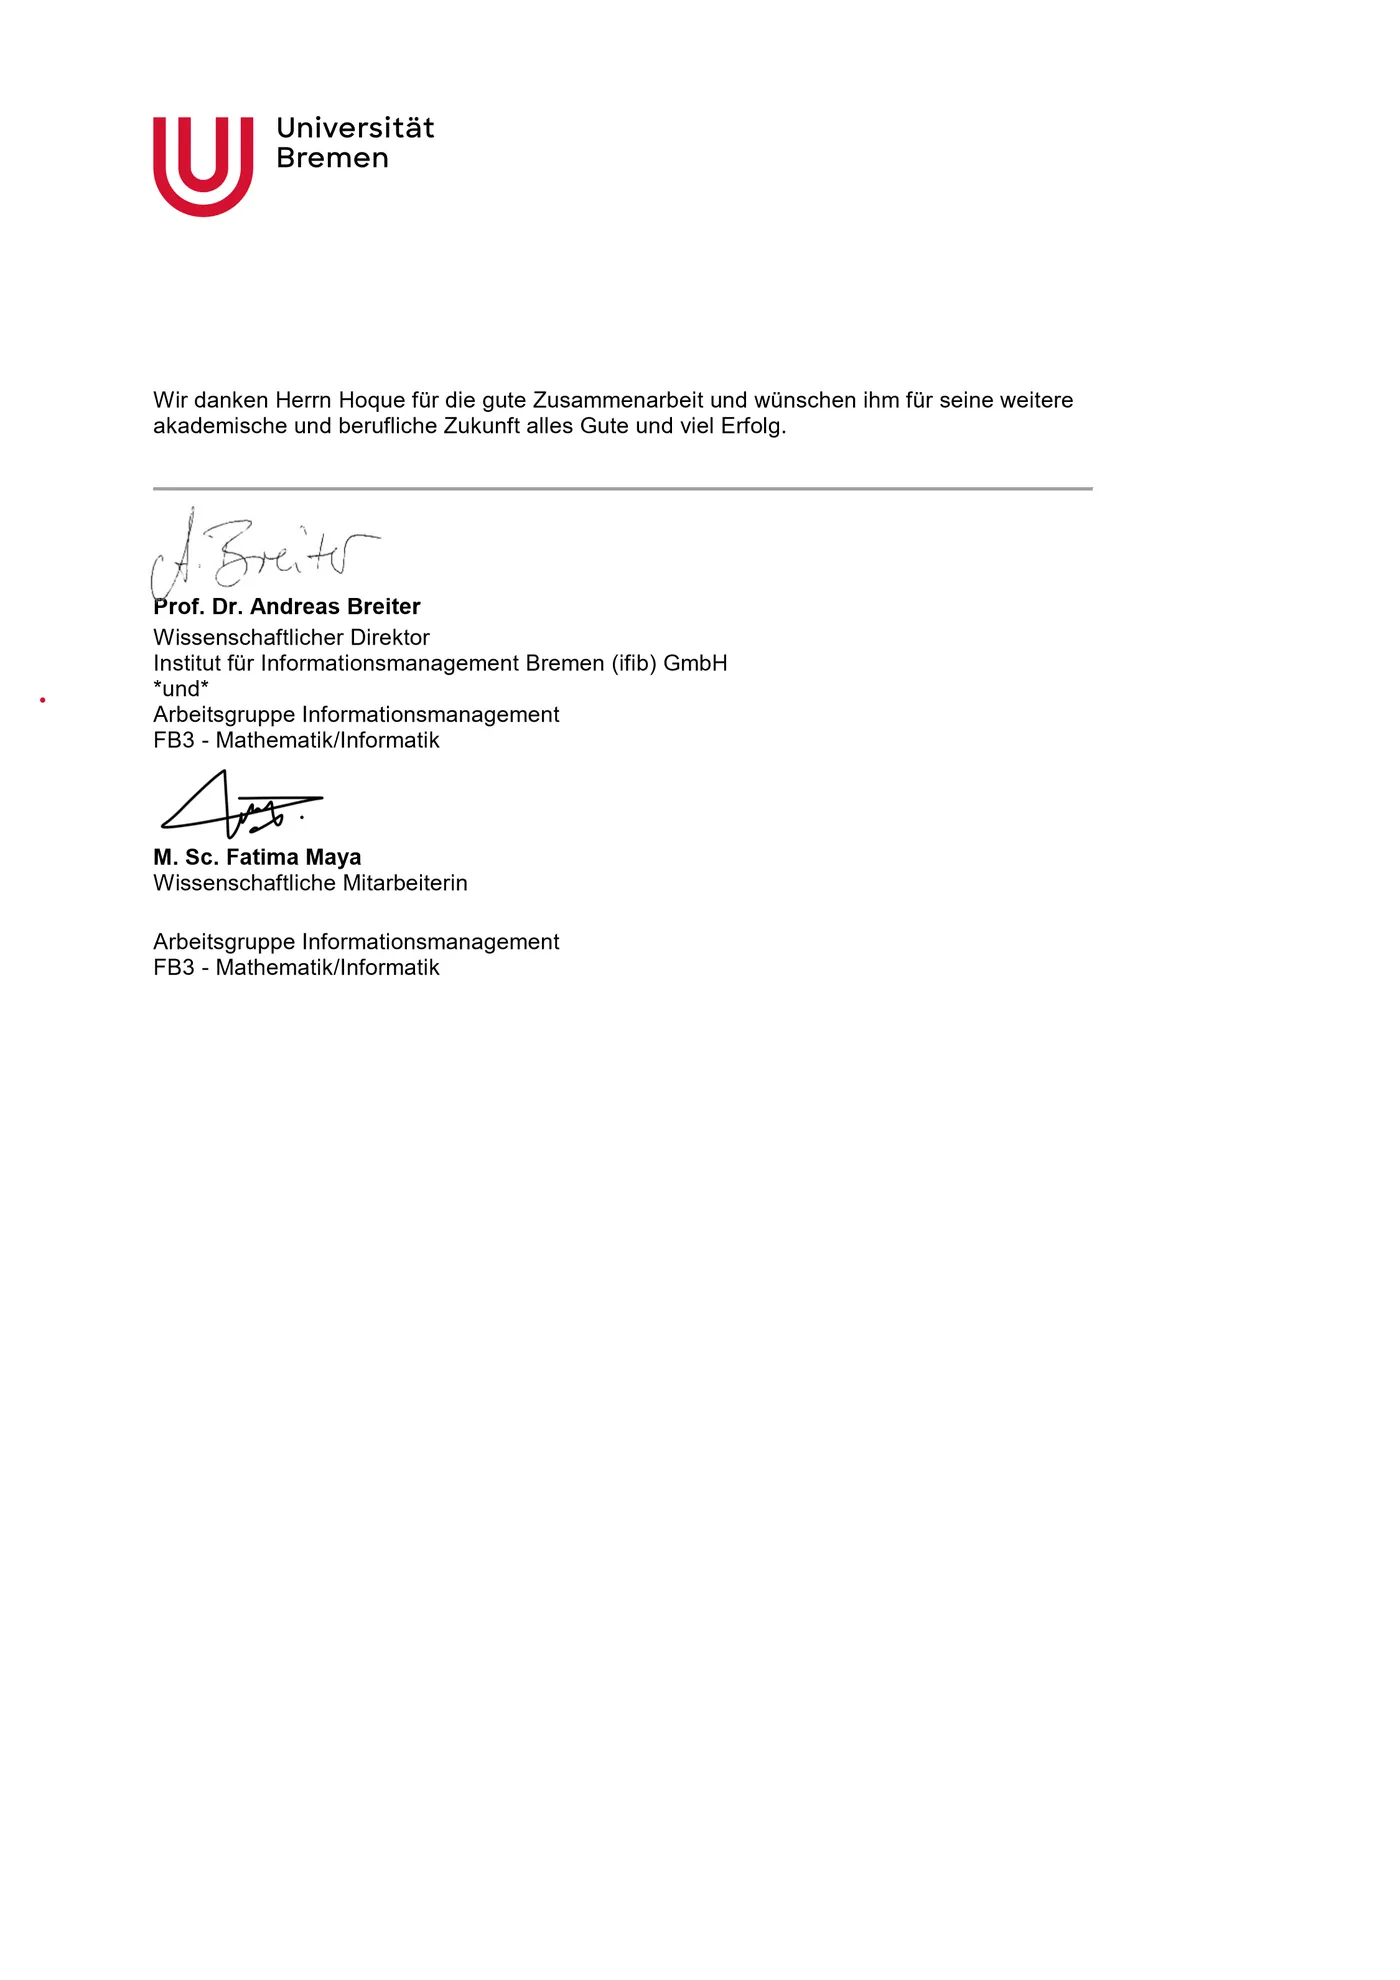 Universität
Bremen
Wir danken Herrn Hoque für die gute Zusammenarbeit und wünschen ihm für seine weitere
akademische und berufliche Zukunft alles Gute und viel Erfolg.
A. Breiter
Prof. Dr. Andreas Breiter
Wissenschaftlicher Direktor
Institut für Informationsmanagement Bremen (ifib) GmbH
*und*
Arbeitsgruppe Informationsmanagement
FB3 - Mathematik/Informatik
M. Sc. Fatima Maya
Wissenschaftliche Mitarbeiterin
Arbeitsgruppe Informationsmanagement
FB3 - Mathematik/Informatik